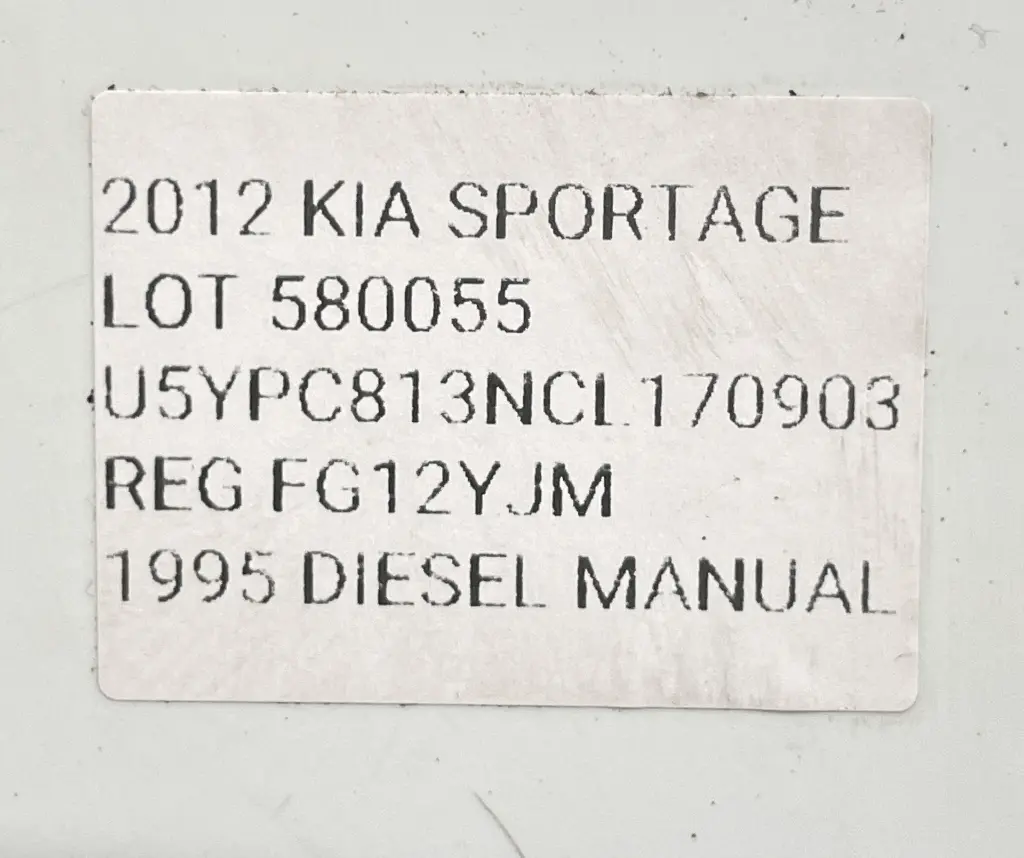 2012 KIA SPORTAGE
LOT 580055
U5YPC813NCL170903
REG FG12YJM
1995 DIESEL MANUAL